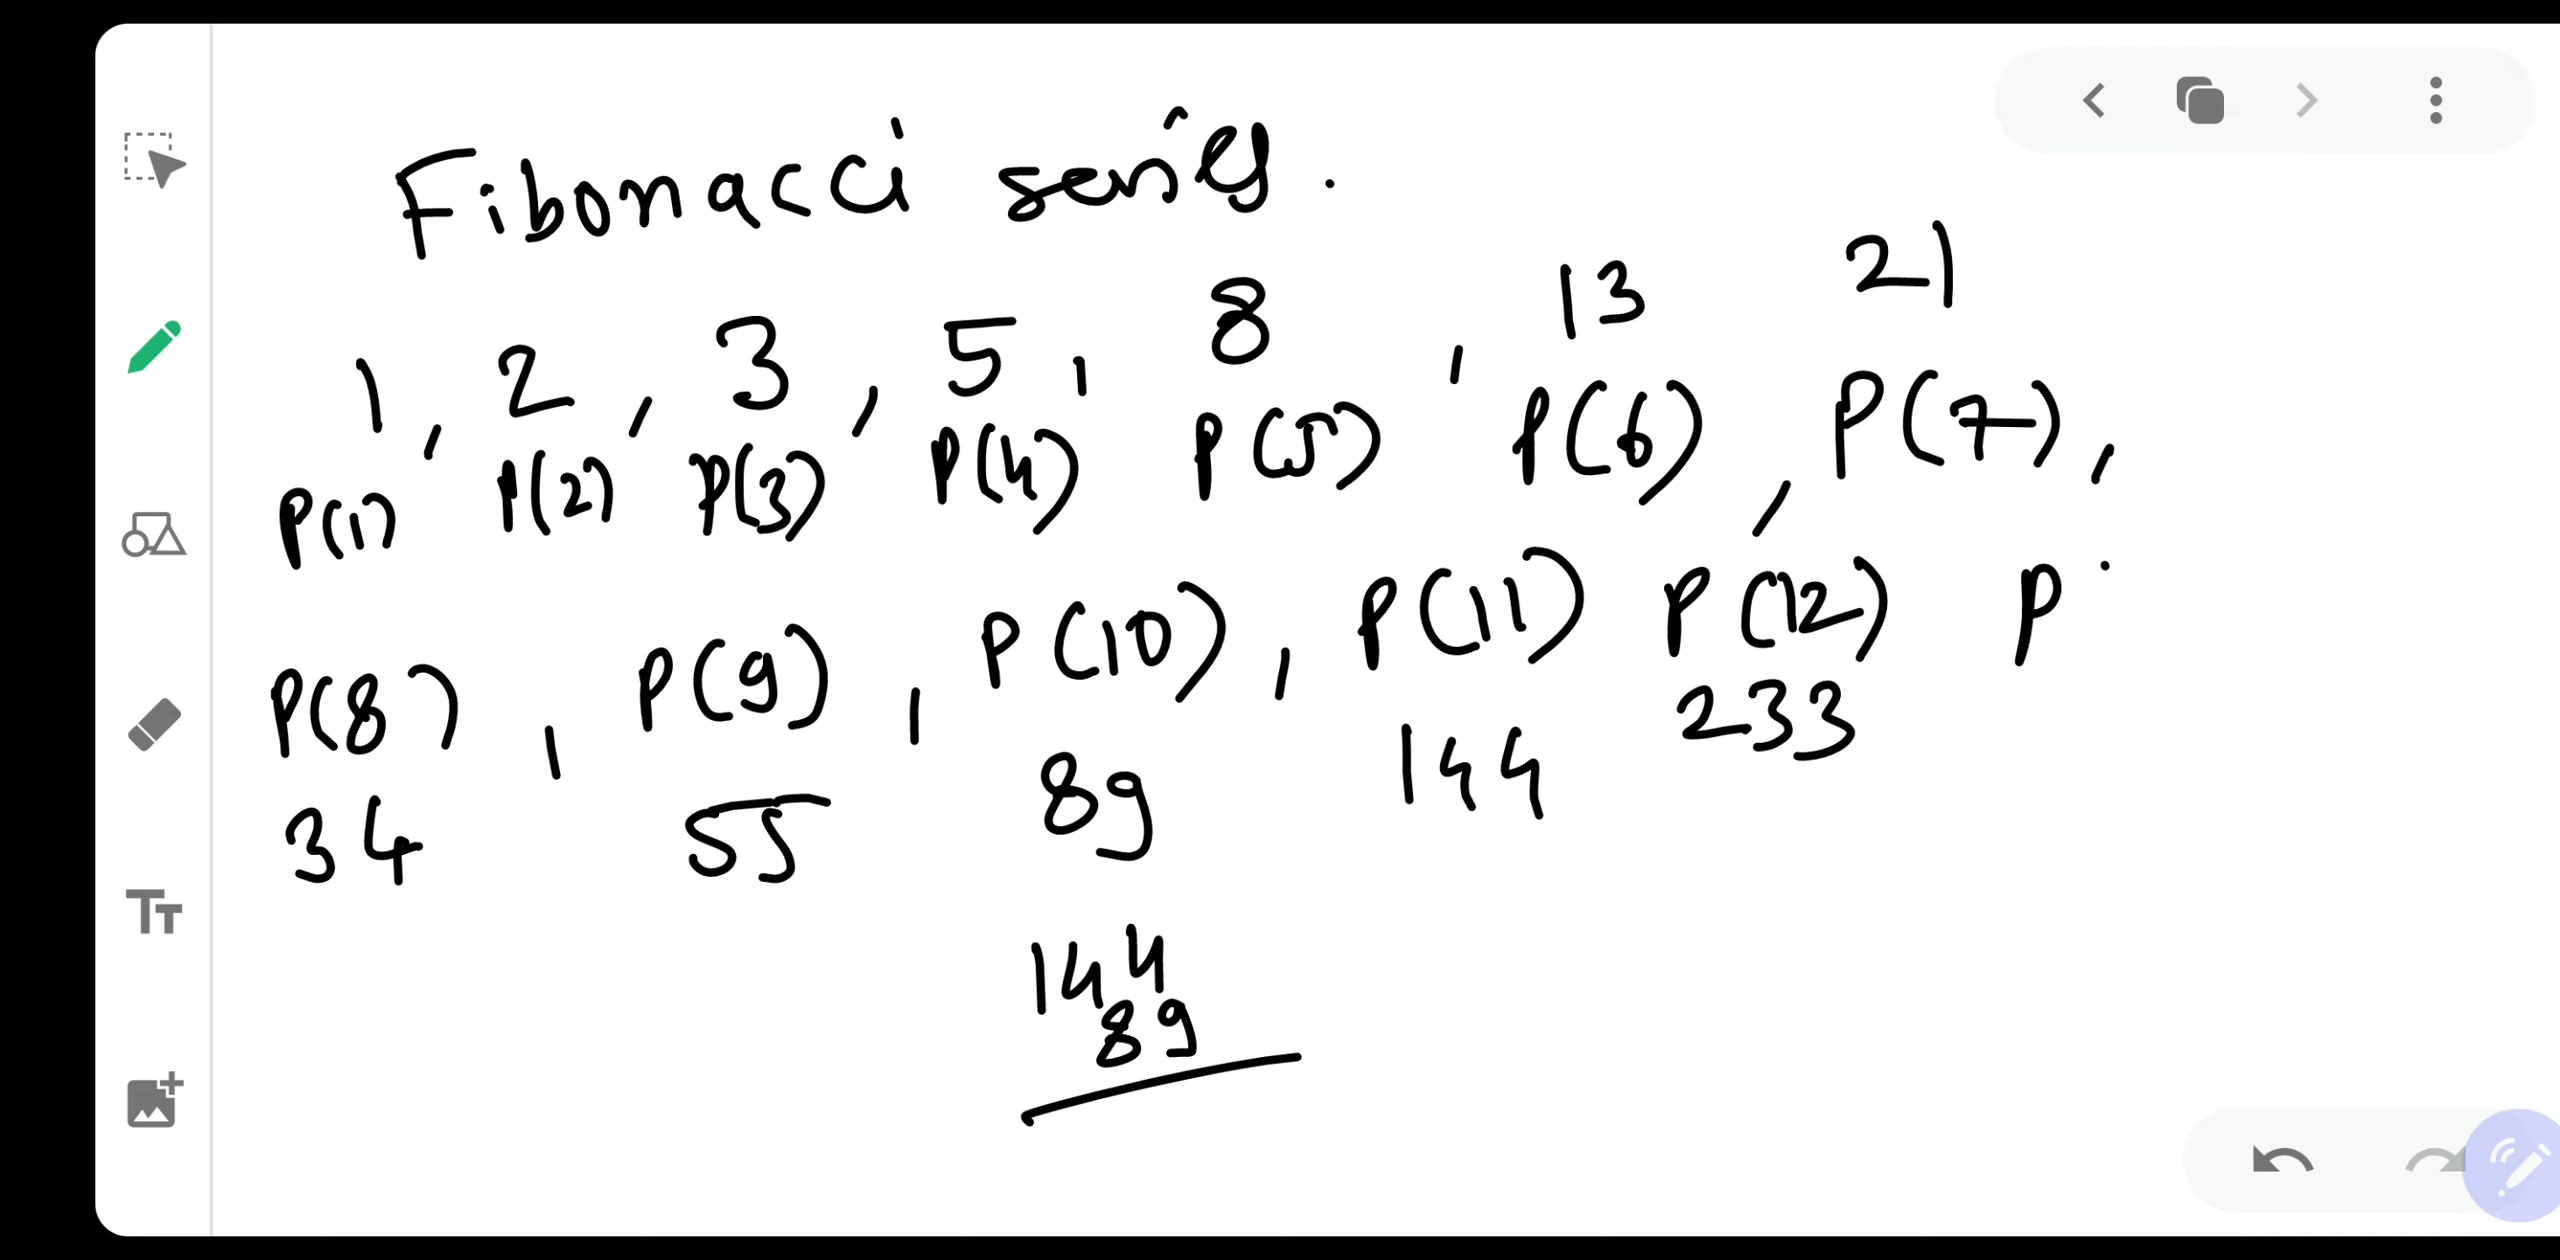 Fibonacci series.
1, 2, 3, 5, 8, 13 21
P(1) P(2) P(3) P(4) P(5) P(6), P(7),
P(8), P(9), P(10), P(11) P(12) P
34 55 89 144 233
144
89
Tт